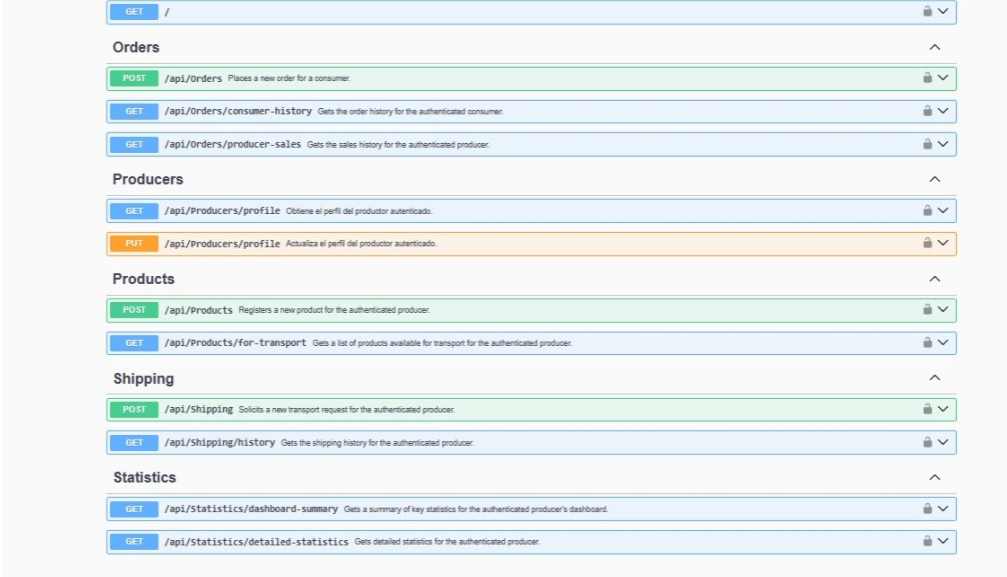 GET /
Orders
POST /api/Orders Places a new order for a consumer.
GET /api/Orders/consumer-history Gets the order history for the authenticated consumer.
GET /api/Orders/producer-sales Gets the sales history for the authenticated producer.
Producers
GET /api/Producers/profile Obtiene el perfil del productor autenticado.
PUT /api/Producers/profile Actualiza el perfil del productor autenticado.
Products
POST /api/Products Registers a new product for the authenticated producer.
GET /api/Products/for-transport Gets a list of products available for transport for the authenticated producer.
Shipping
POST /api/Shipping Solicits a new transport request for the authenticated producer.
GET /api/Shipping/history Gets the shipping history for the authenticated producer.
Statistics
GET /api/Statistics/dashboard-summary Gets a summary of key statistics for the authenticated producer's dashboard.
GET /api/Statistics/detailed-statistics Gets detailed statistics for the authenticated producer.